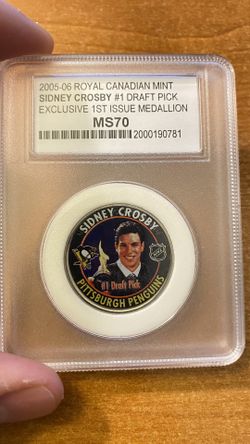 2005-06 ROYAL CANADIAN MINT
SIDNEY CROSBY #1 DRAFT PICK
EXCLUSIVE 1ST ISSUE MEDALLION
MS70
2000190781
SIDNEY CROSBY
NHL
#1 Draft Pick
PITTSBURGH PENGUINS